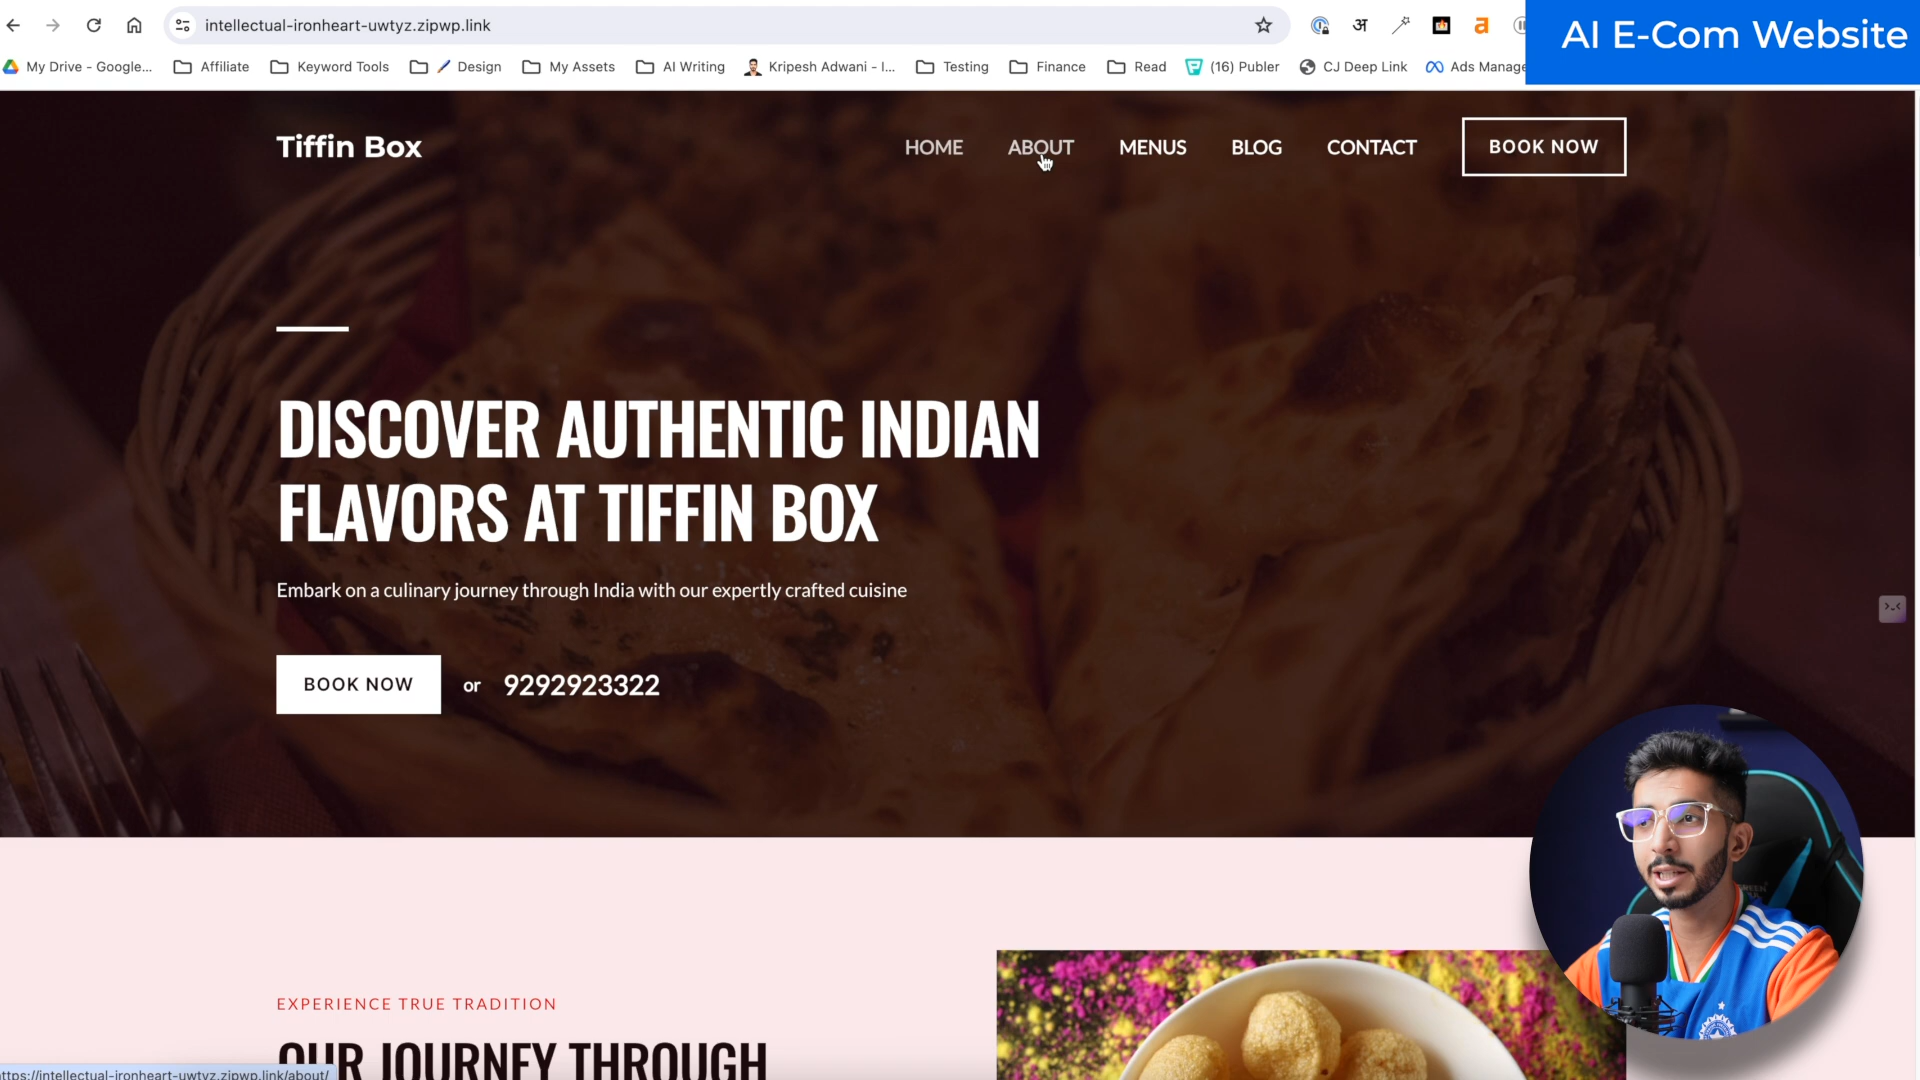 intellectual-ironheart-uwtyz.zipwp.link
अ
a
AI E-Com Website
My Drive - Google...
Affiliate
Keyword Tools
Design
My Assets
AI Writing
Kripesh Adwani - I...
Testing
Finance
Read
(16) Publer
CJ Deep Link
Ads Manage
Tiffin Box
HOME
ABOUT
MENUS
BLOG
CONTACT
BOOK NOW
DISCOVER AUTHENTIC INDIAN
FLAVORS AT TIFFIN BOX
Embark on a culinary journey through India with our expertly crafted cuisine
BOOK NOW
or
9292923322
EXPERIENCE TRUE TRADITION
OUR JOURNEY THROUGH
ttps://intellectual-ironheart-uwtyz.zipwp.link/about/